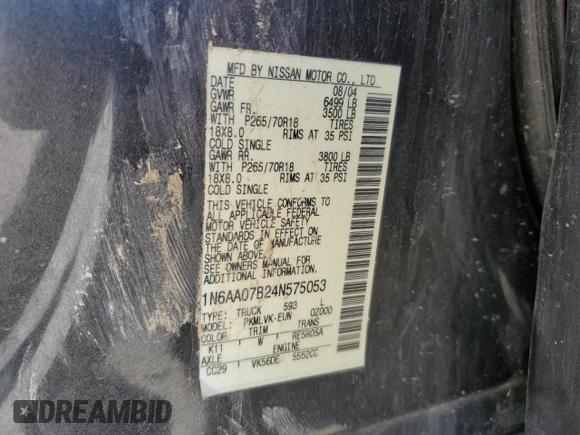 MFD BY NISSAN MOTOR CO., LTD
DATE 08/04
GVWR 6499 LB
GAWR FR. 3500 LB
WITH P265/70R18 TIRES
18X8.0 RIMS AT 35 PSI
COLD SINGLE
GAWR RR. 3800 LB
WITH P265/70R18 TIRES
18X8.0 RIMS AT 35 PSI
COLD SINGLE
THIS VEHICLE CONFORMS TO
ALL APPLICABLE FEDERAL
MOTOR VEHICLE SAFETY
STANDARDS IN EFFECT ON
THE DATE OF MANUFACTURE
SHOWN ABOVE.
SEE OWNERS MANUAL FOR
ADDITIONAL INFORMATION.
1N6AA07B24N575053
TYPE: TRUCK 593 L
MODEL: PKMLVK-EUN 0Z000
COLOR TRIM TRANS
K11 W RE5R05A
AXLE ENGINE
CC29 VK56DE 5552CC
DREAMBID